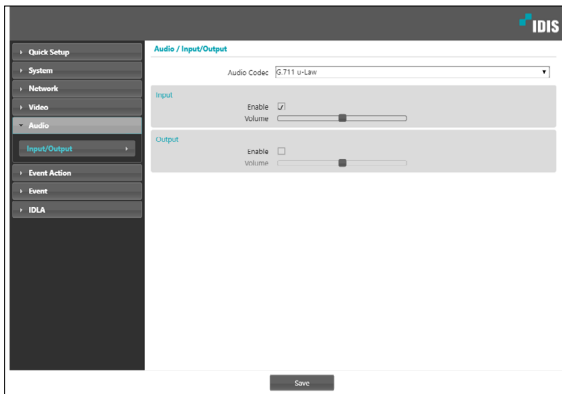 IDIS
Quick Setup
System
Network
Video
Audio
Input/Output
Event Action
Event
IDLA
Audio / Input/Output
Audio Codec G.711 u-Law
Input
Enable
Volume
Output
Enable
Volume
Save